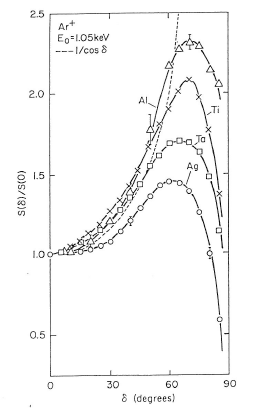 2.5
Ar+
E0=1.05keV
---1/cos δ
2.0
Al
Ti
1.5
Ta
S(δ)/S(0)
Ag
1.0
0.5
0
30
60
90
δ (degrees)